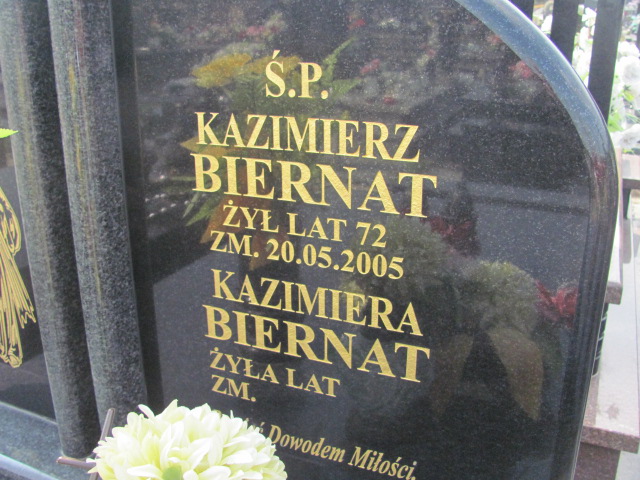 Ś.P.
KAZIMIERZ
BIERNAT
ŻYŁ LAT 72
ZM. 20.05.2005
KAZIMIERA
BIERNAT
ŻYŁA LAT
ZM.
Dowodem Miłości,